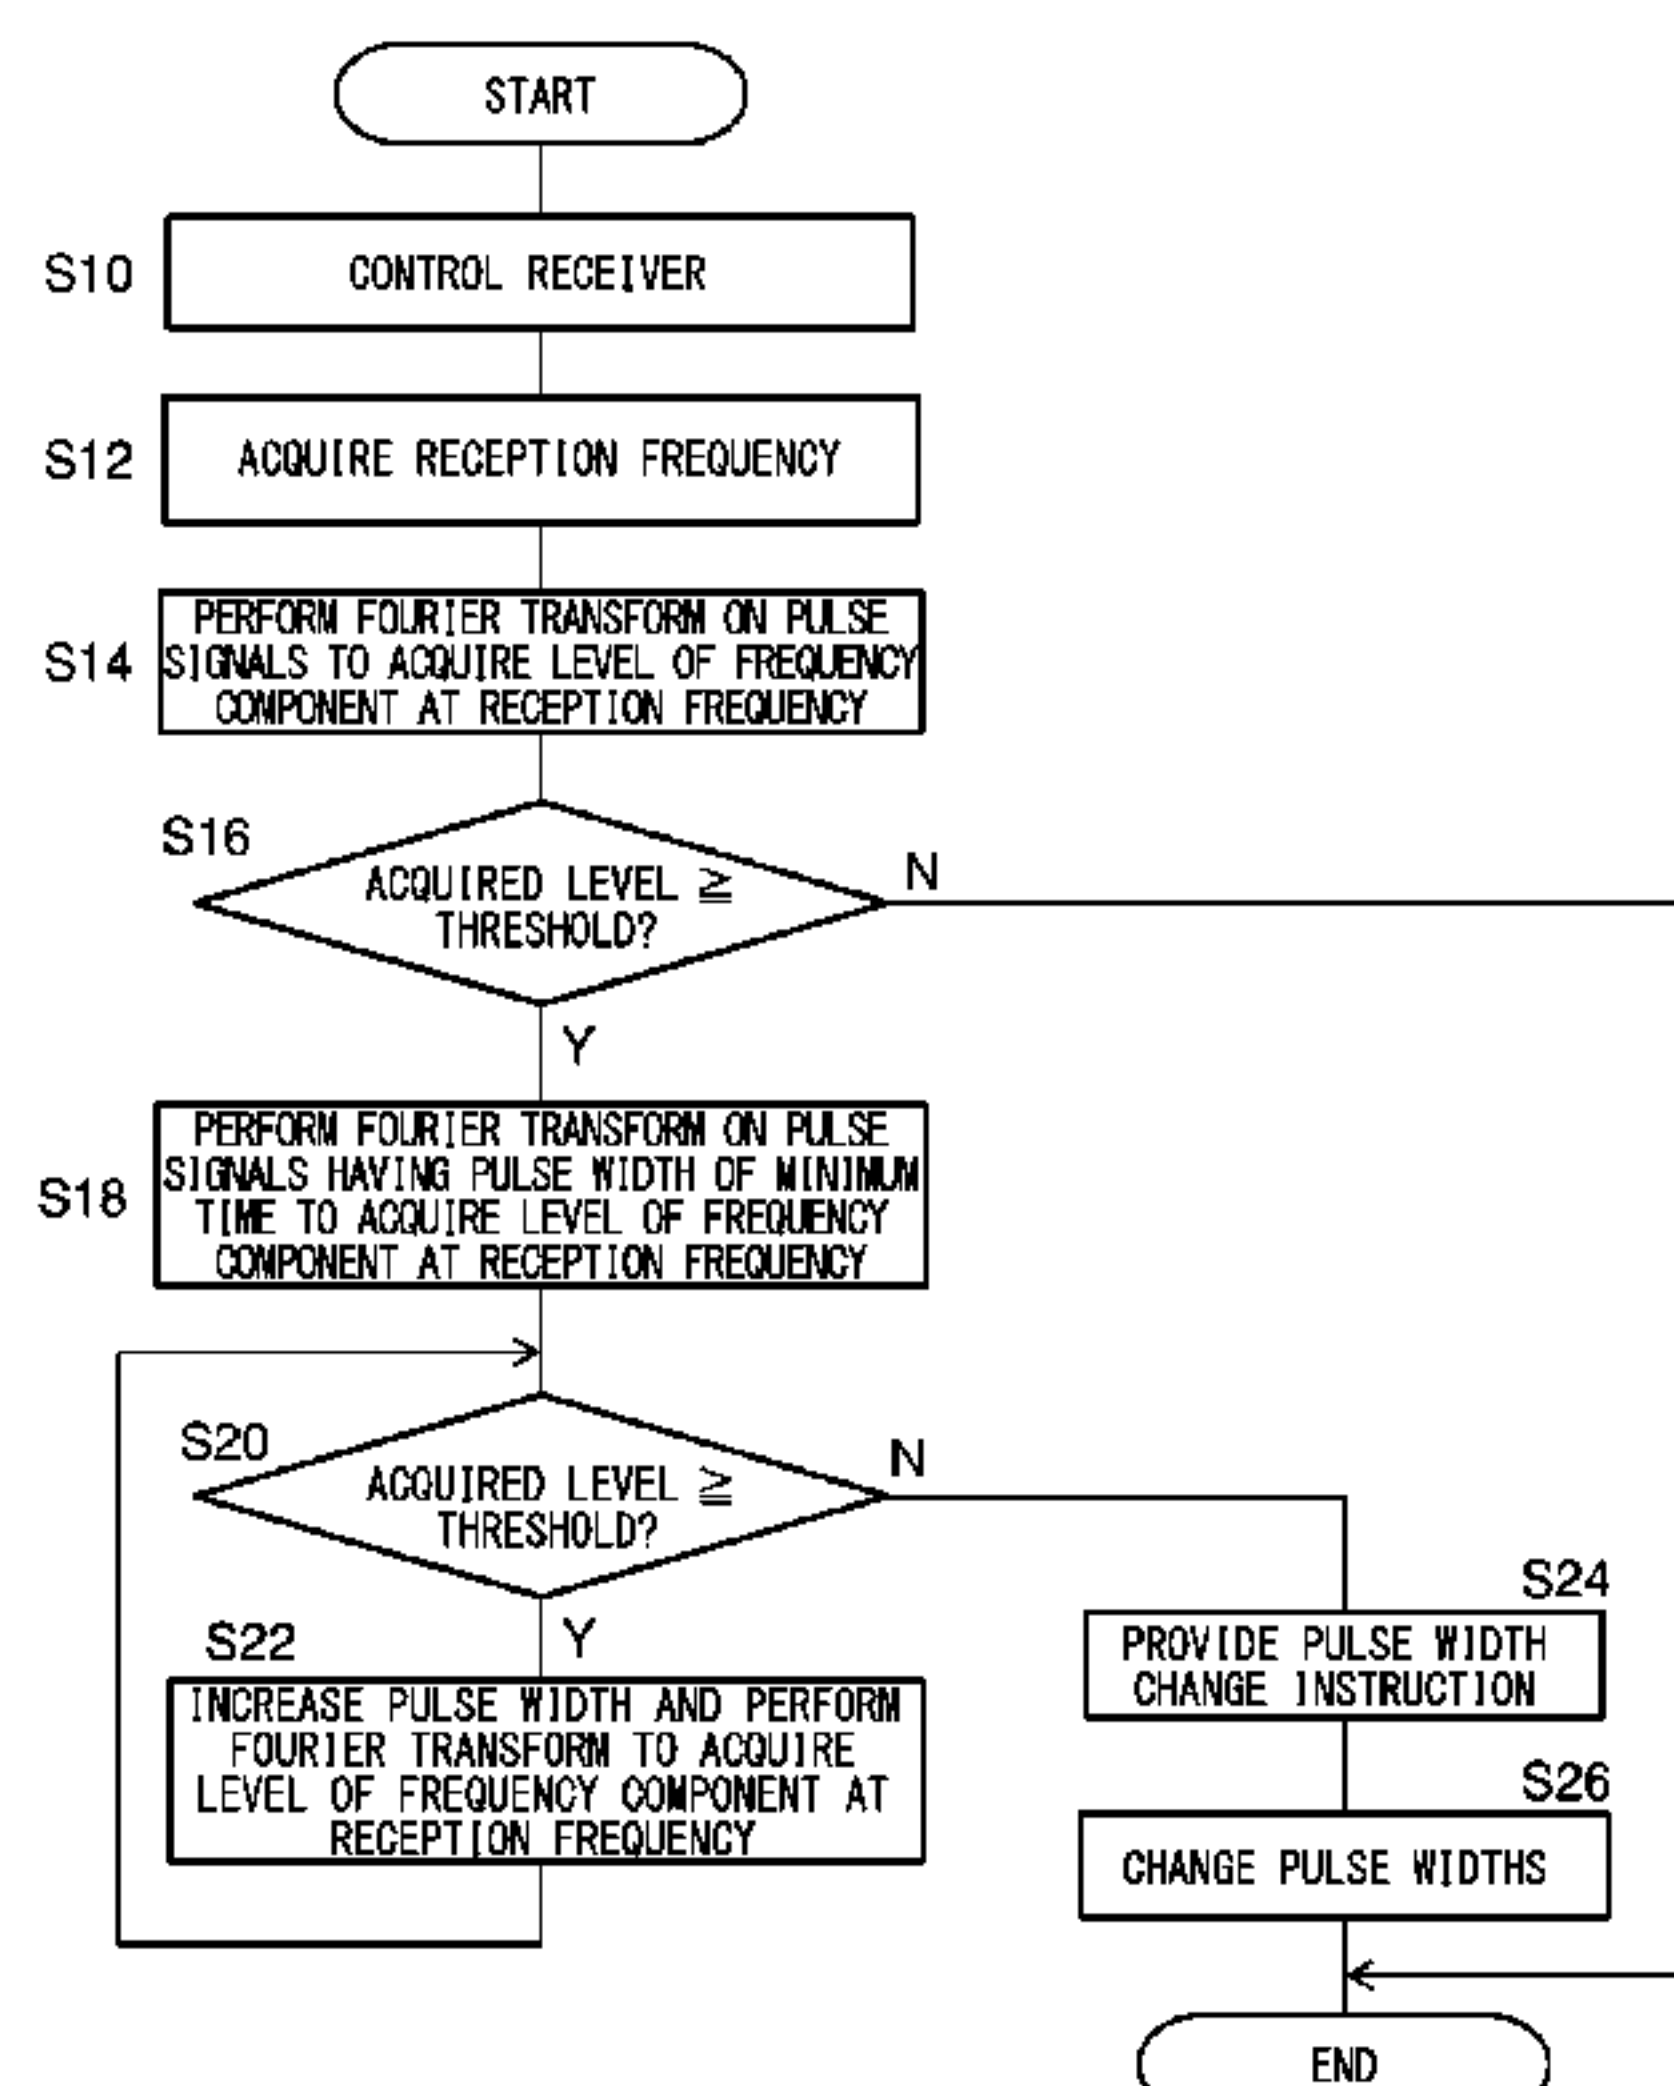 START
S10
CONTROL RECEIVER
S12
ACQUIRE RECEPTION FREQUENCY
S14
PERFORM FOURIER TRANSFORM ON PULSE
SIGNALS TO ACQUIRE LEVEL OF FREQUENCY
COMPONENT AT RECEPTION FREQUENCY
S16
ACQUIRED LEVEL ≧
THRESHOLD?
N
Y
S18
PERFORM FOURIER TRANSFORM ON PULSE
SIGNALS HAVING PULSE WIDTH OF MINIMUM
TIME TO ACQUIRE LEVEL OF FREQUENCY
COMPONENT AT RECEPTION FREQUENCY
S20
ACQUIRED LEVEL ≧
THRESHOLD?
N
Y
S22
INCREASE PULSE WIDTH AND PERFORM
FOURIER TRANSFORM TO ACQUIRE
LEVEL OF FREQUENCY COMPONENT AT
RECEPTION FREQUENCY
S24
PROVIDE PULSE WIDTH
CHANGE INSTRUCTION
S26
CHANGE PULSE WIDTHS
END